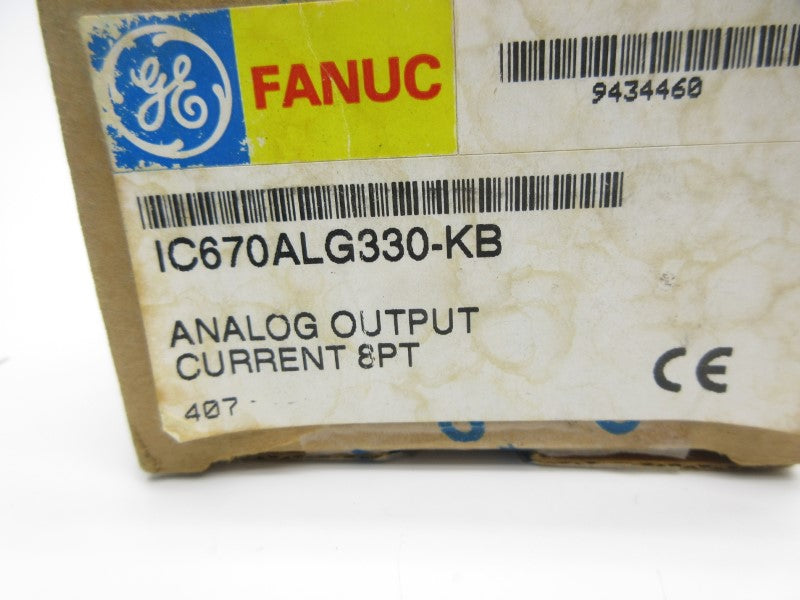 GE
FANUC
9434460
IC670ALG330-KB
ANALOG OUTPUT
CURRENT 8PT
407
CE